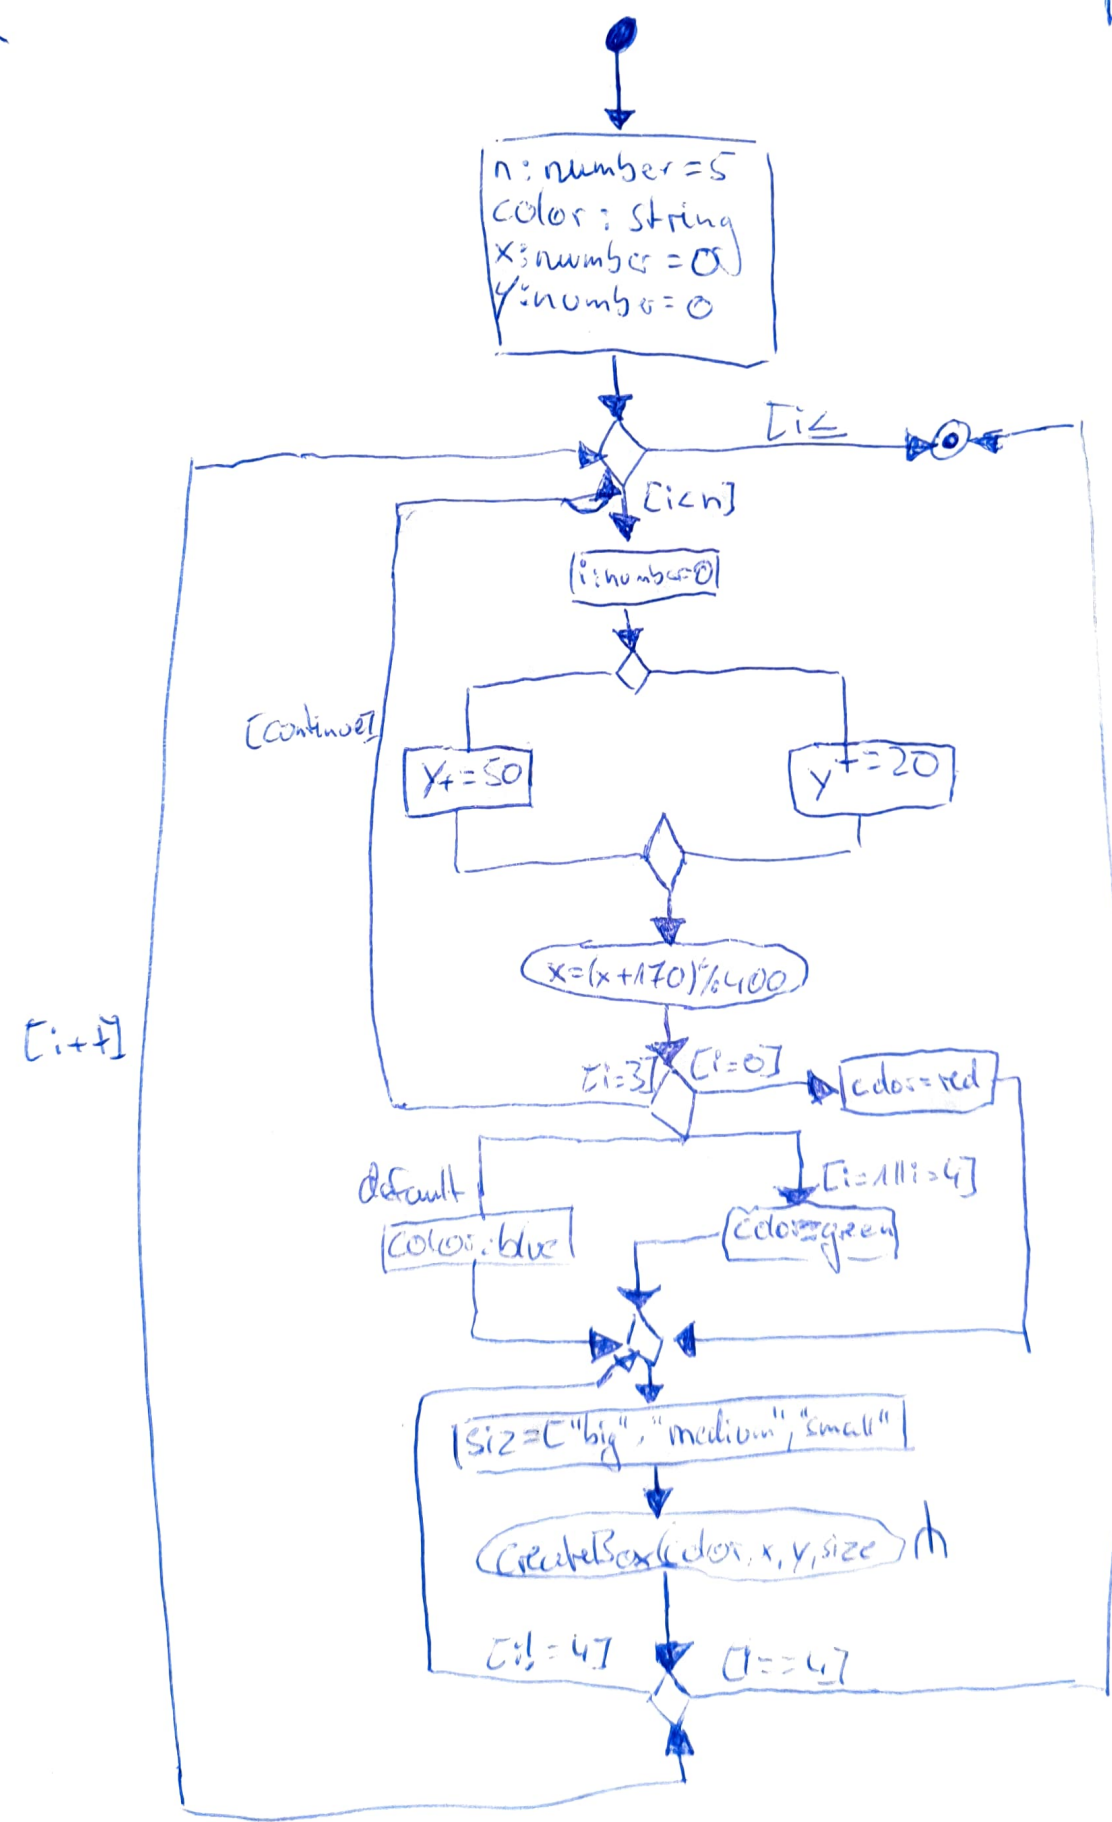 n: number = 5
color: string
x: number = 0
y: number = 0
[i≤
[i<n]
i: number=0
[continue]
y+=50
y+=20
x=(x+170)%400
[i++]
[i=3]
[i=0]
color=red
default
[i=1||i=4]
color:blue
color=green
siz=["big", "medium", "small"
createBox(color, x, y, size
[i!=4]
[i==4]